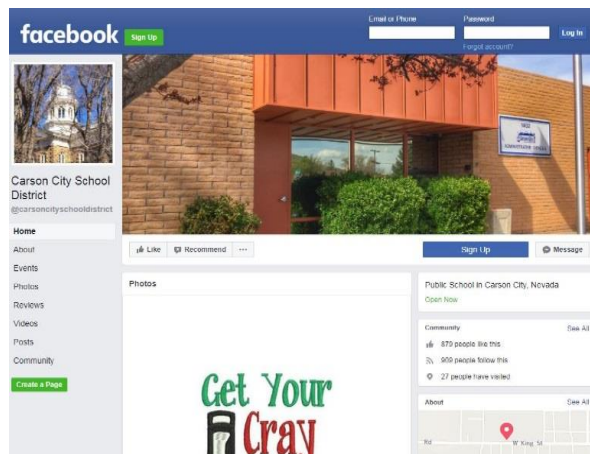 facebook
Sign Up
Email or Phone
Password
Log In
Forgot account?
Carson City School
District
@carsoncityschooldistrict
Home
About
Events
Photos
Reviews
Videos
Posts
Community
Create a Page
Like
Recommend
Sign Up
Message
Photos
Get Your
Cray
Public School in Carson City, Nevada
Open Now
Community
See All
879 people like this
909 people follow this
27 people have visited
About
See All
Rd
W King St